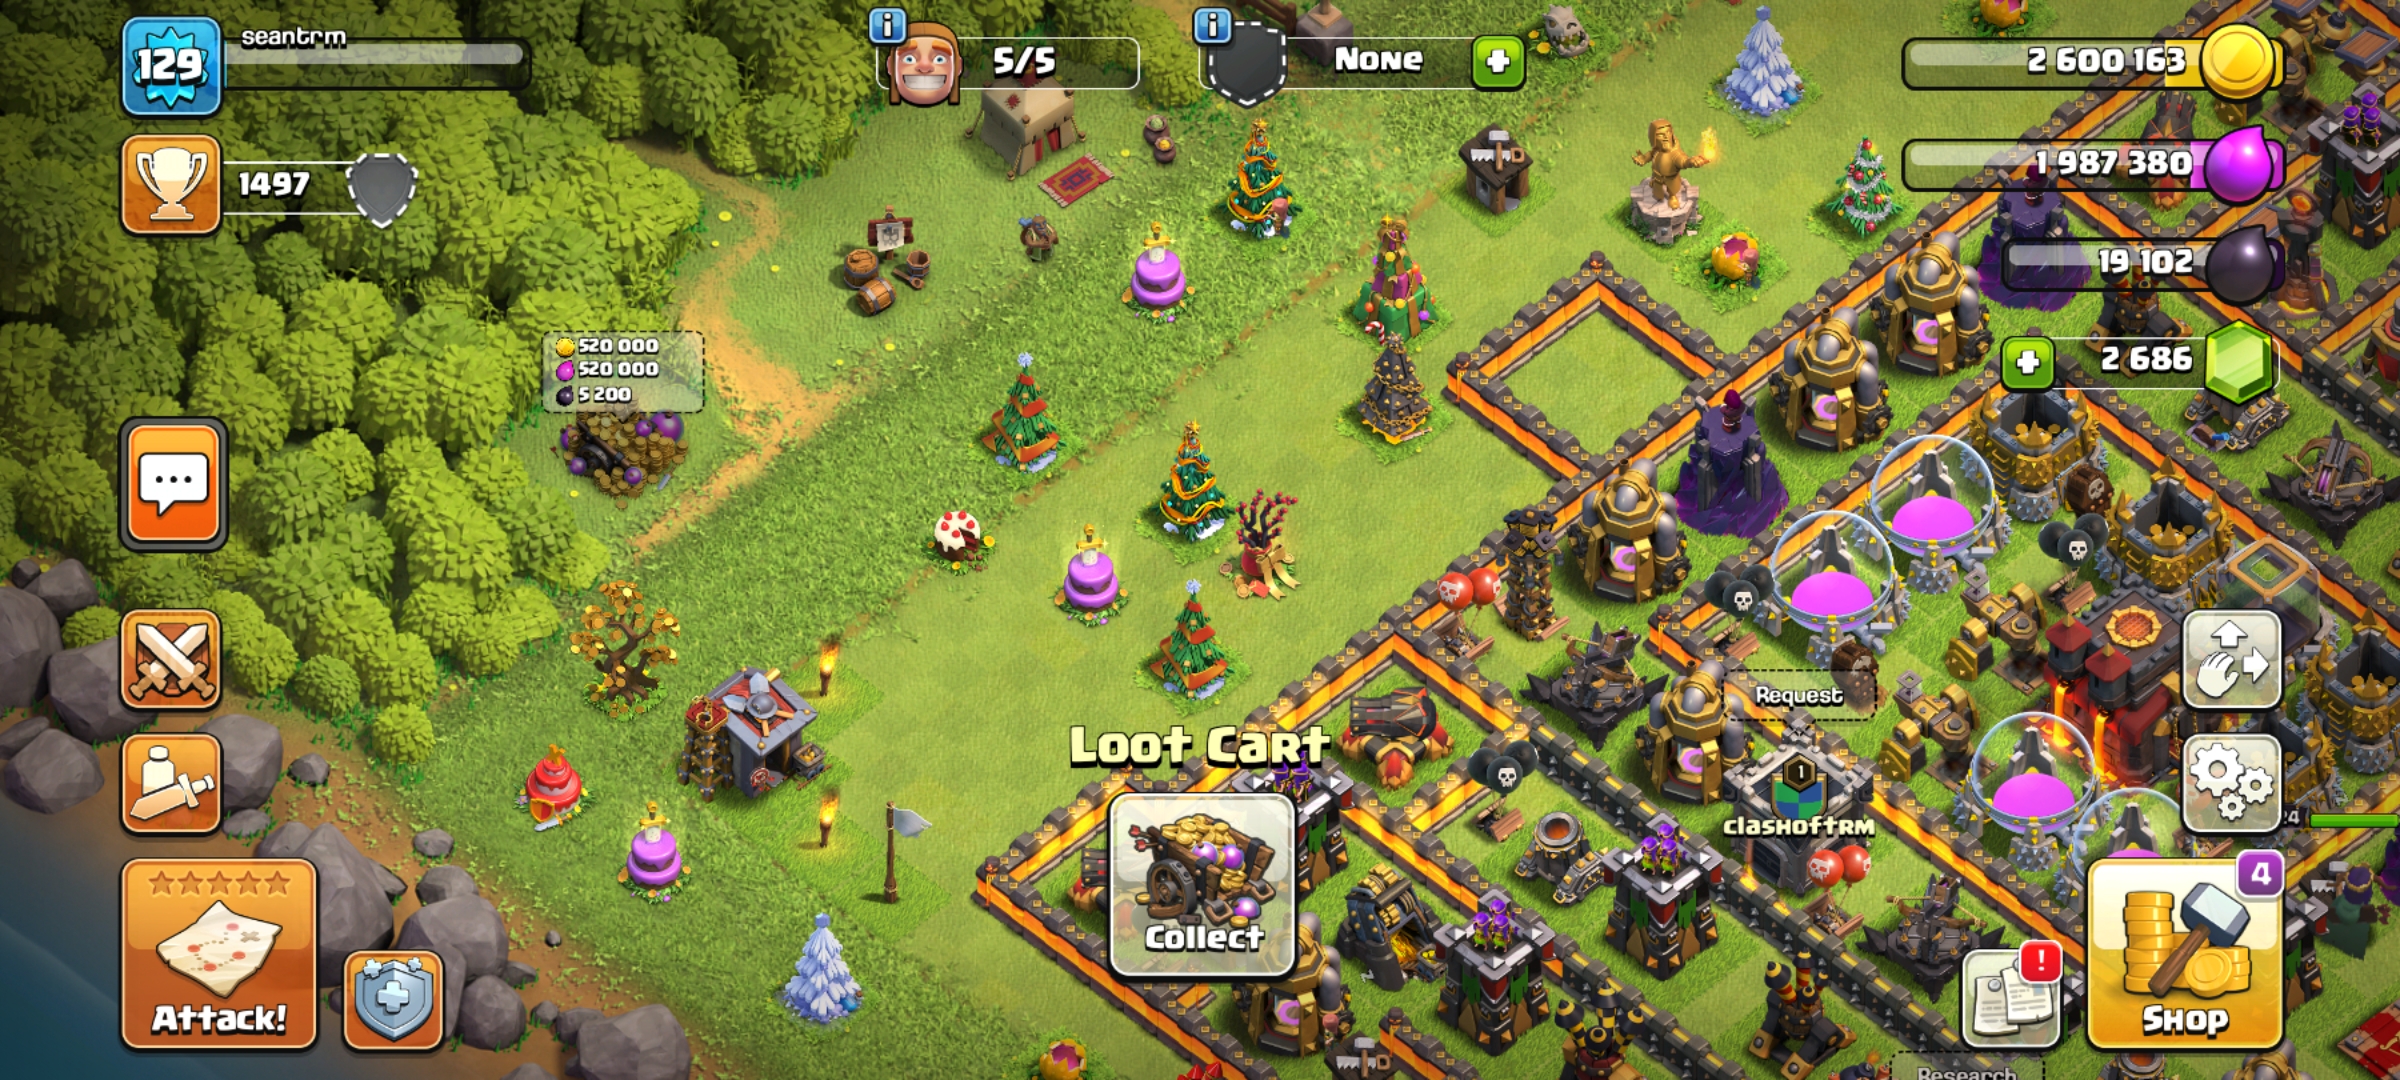 129
seantrm
5/5
None
2 600 163
1497
1 987 380
19 102
2 686
520 000
520 000
5 200
Request
Loot Cart
clashoftrm
1
Collect
Attack!
4
Shop
Research